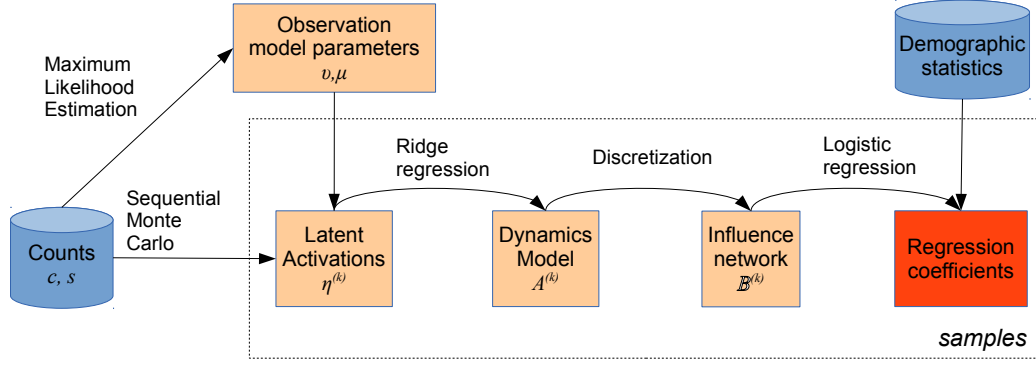 Observation
model parameters
υ,μ
Demographic
statistics
Maximum
Likelihood
Estimation
Ridge
regression
Discretization
Logistic
regression
Sequential
Monte
Carlo
Counts
c, s
Latent
Activations
η(k)
Dynamics
Model
A(k)
Influence
network
𝔹(k)
Regression
coefficients
samples